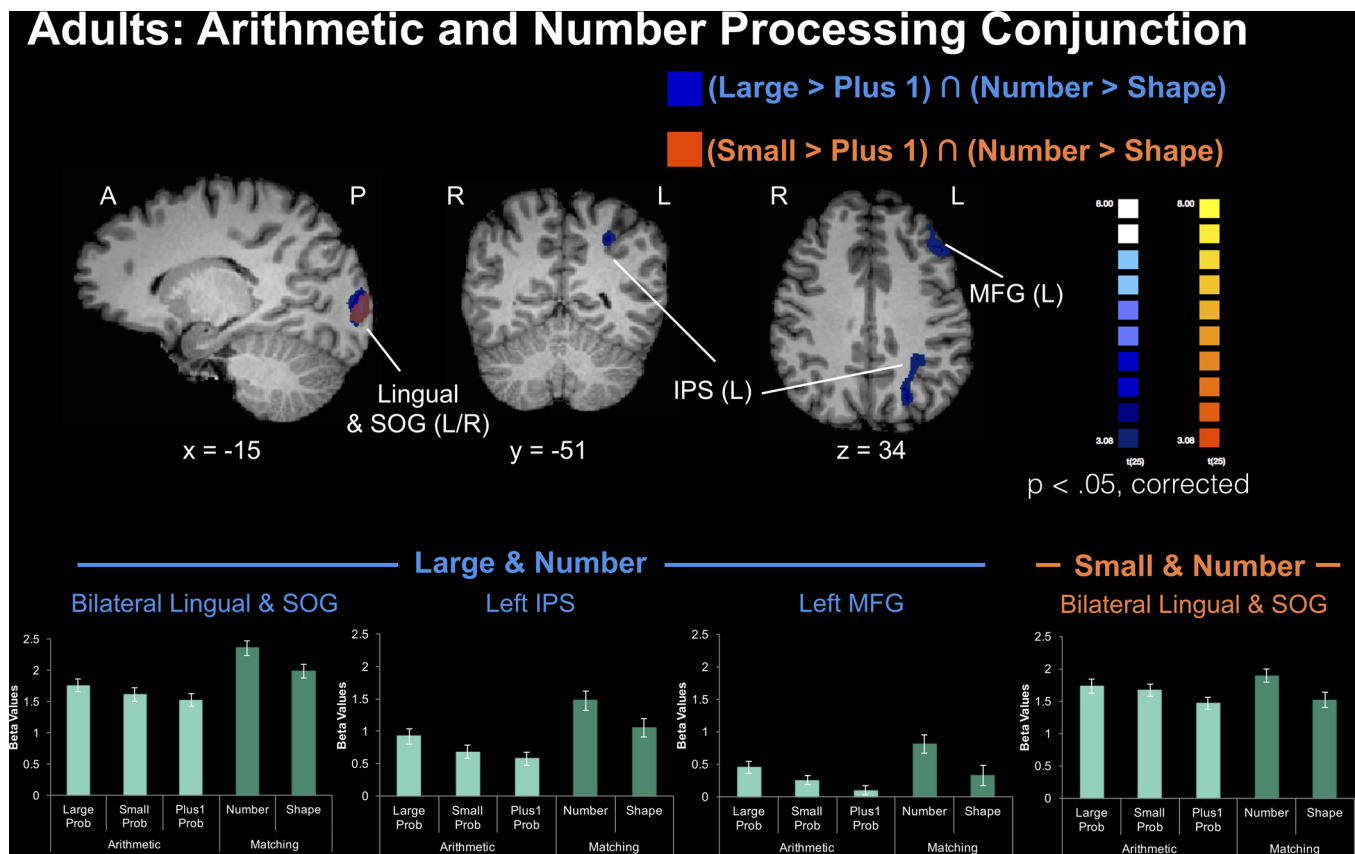 Adults: Arithmetic and Number Processing Conjunction
(Large > Plus 1) ∩ (Number > Shape)
(Small > Plus 1) ∩ (Number > Shape)
A P
R L
R L
MFG (L)
IPS (L)
Lingual
& SOG (L/R)
x = -15
y = -51
z = 34
8.00 8.00
3.08 3.08
t(25) t(25)
p < .05, corrected
Large & Number
Small & Number
Bilateral Lingual & SOG
Left IPS
Left MFG
Bilateral Lingual & SOG
Beta Values
2.5
2
1.5
1
0.5
0
Large Prob
Small Prob
Plus1 Prob
Number
Shape
Arithmetic
Matching
Beta Values
2.5
2
1.5
1
0.5
0
Large Prob
Small Prob
Plus1 Prob
Number
Shape
Arithmetic
Matching
Beta Values
2.5
2
1.5
1
0.5
0
Large Prob
Small Prob
Plus1 Prob
Number
Shape
Arithmetic
Matching
Beta Values
2.5
2
1.5
1
0.5
0
Large Prob
Small Prob
Plus1 Prob
Number
Shape
Arithmetic
Matching